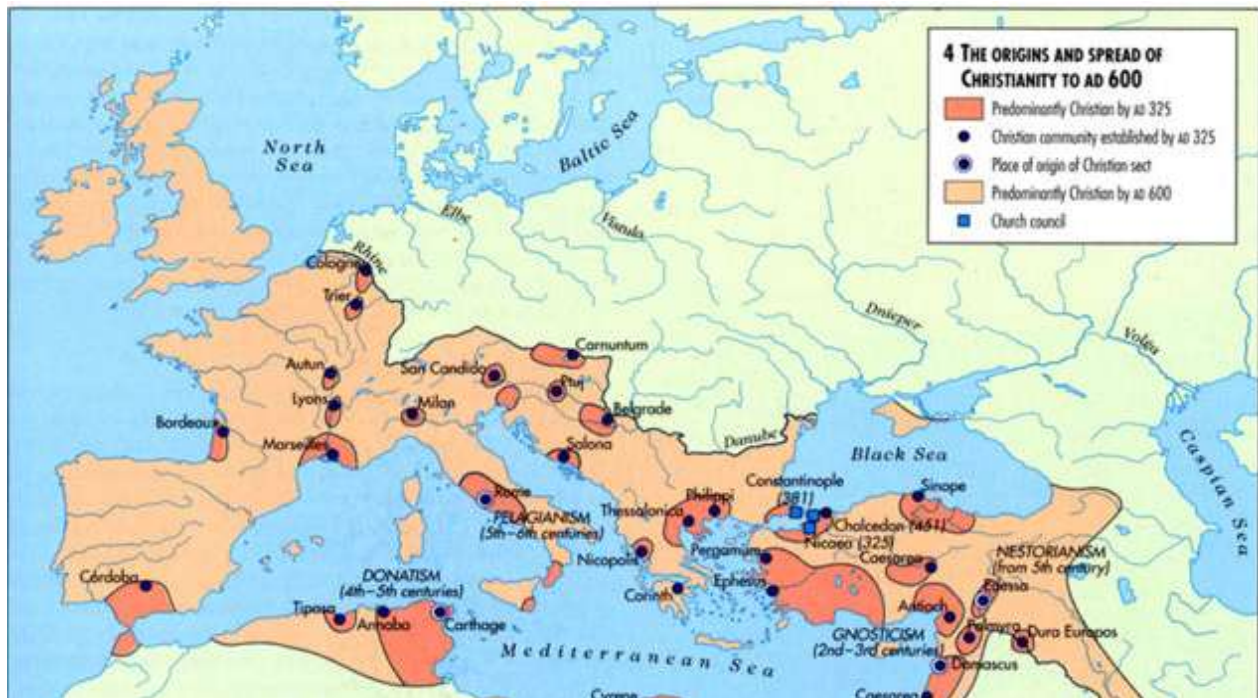 4 THE ORIGINS AND SPREAD OF
CHRISTIANITY TO AD 600
Predominantly Christian by AD 325
Christian community established by AD 325
Place of origin of Christian sect
Predominantly Christian by AD 600
Church council
North
Sea
Baltic Sea
Elbe
Vistula
Rhine
Cologne
Trier
Dnieper
Volga
Carnuntum
Autun
San Candido
Ptuj
Lyons
Milan
Belgrade
Bordeaux
Marseilles
Salona
Danube
Black Sea
Caspian Sea
Constantinople
(381)
Sinope
Rome
PELAGIANISM
(5th–6th centuries)
Philippi
Thessalonica
Chalcedon (451)
Nicaea (325)
Nicopolis
Pergamum
Caesarea
NESTORIANISM
(from 5th century)
Edessa
Córdoba
DONATISM
(4th–5th centuries)
Ephesus
Corinth
Tipasa
Annaba
Carthage
Antioch
GNOSTICISM
(2nd–3rd centuries)
Palmyra
Dura Europos
Mediterranean Sea
Damascus
Cyrene
Caesarea